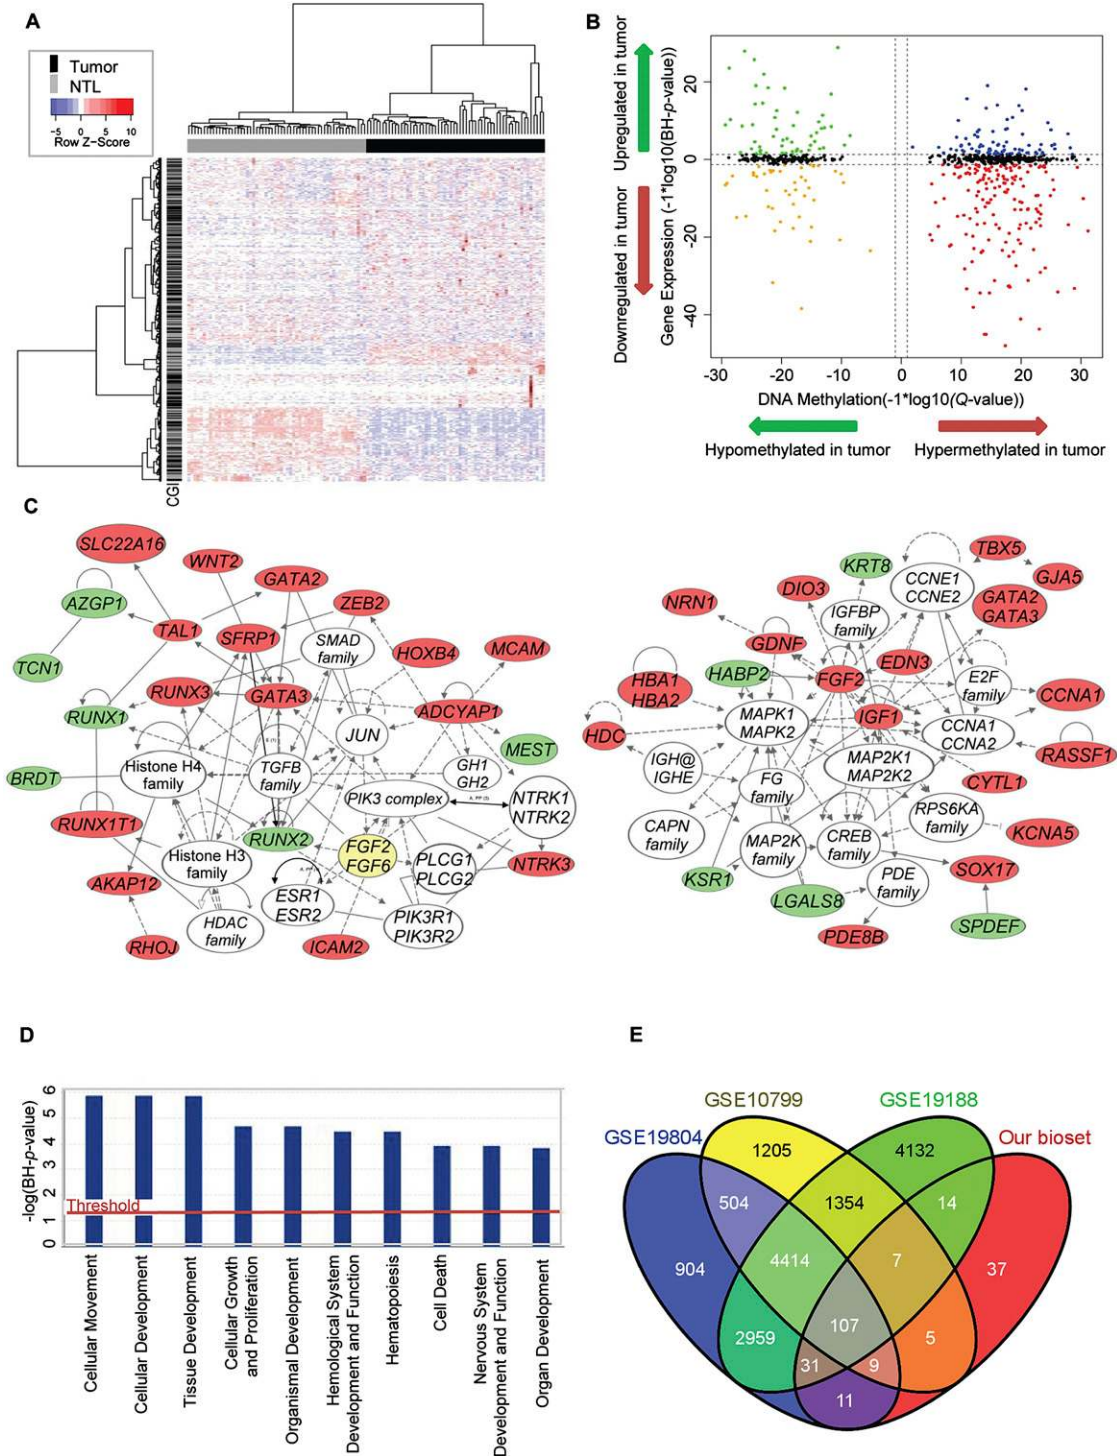 A
Tumor
NTL
−5 0 5 10
Row Z−Score
CGI
B
Upregulated in tumor
Downregulated in tumor
Gene Expression (-1*log10(BH-p-value))
20
0
-20
-40
-30 -20 -10 0 10 20 30
DNA Methylation(-1*log10(Q-value))
Hypomethylated in tumor
Hypermethylated in tumor
C
SLC22A16
WNT2
GATA2
AZGP1
ZEB2
TAL1
SFRP1
SMAD
family
HOXB4
MCAM
TCN1
RUNX3
GATA3
ADCYAP1
RUNX1
JUN
MEST
BRDT
Histone H4
family
TGFB
family
GH1
GH2
PIK3 complex
NTRK1
NTRK2
RUNX1T1
RUNX2
Histone H3
family
FGF2
FGF6
PLCG1
PLCG2
NTRK3
AKAP12
ESR1
ESR2
HDAC
family
PIK3R1
PIK3R2
RHOJ
ICAM2
KRT8
CCNE1
CCNE2
TBX5
GJA5
NRN1
DIO3
IGFBP
family
GATA2
GATA3
GDNF
HBA1
HBA2
HABP2
FGF2
EDN3
E2F
family
CCNA1
HDC
MAPK1
MAPK2
IGF1
CCNA1
CCNA2
RASSF1
IGH@
IGHE
FG
family
MAP2K1
MAP2K2
CYTL1
CAPN
family
MAP2K
family
CREB
family
RPS6KA
family
KCNA5
KSR1
PDE
family
SOX17
LGALS8
PDE8B
SPDEF
D
-log(BH-p-value)
6
5
4
3
2
1
0
Threshold
Cellular Movement
Cellular Development
Tissue Development
Cellular Growth
and Proliferation
Organismal Development
Hemological System
Development and Function
Hematopoiesis
Cell Death
Nervous System
Development and Function
Organ Development
E
GSE10799
GSE19188
GSE19804
Our bioset
1205
4132
504
1354
14
904
4414
7
37
2959
107
5
31
9
11